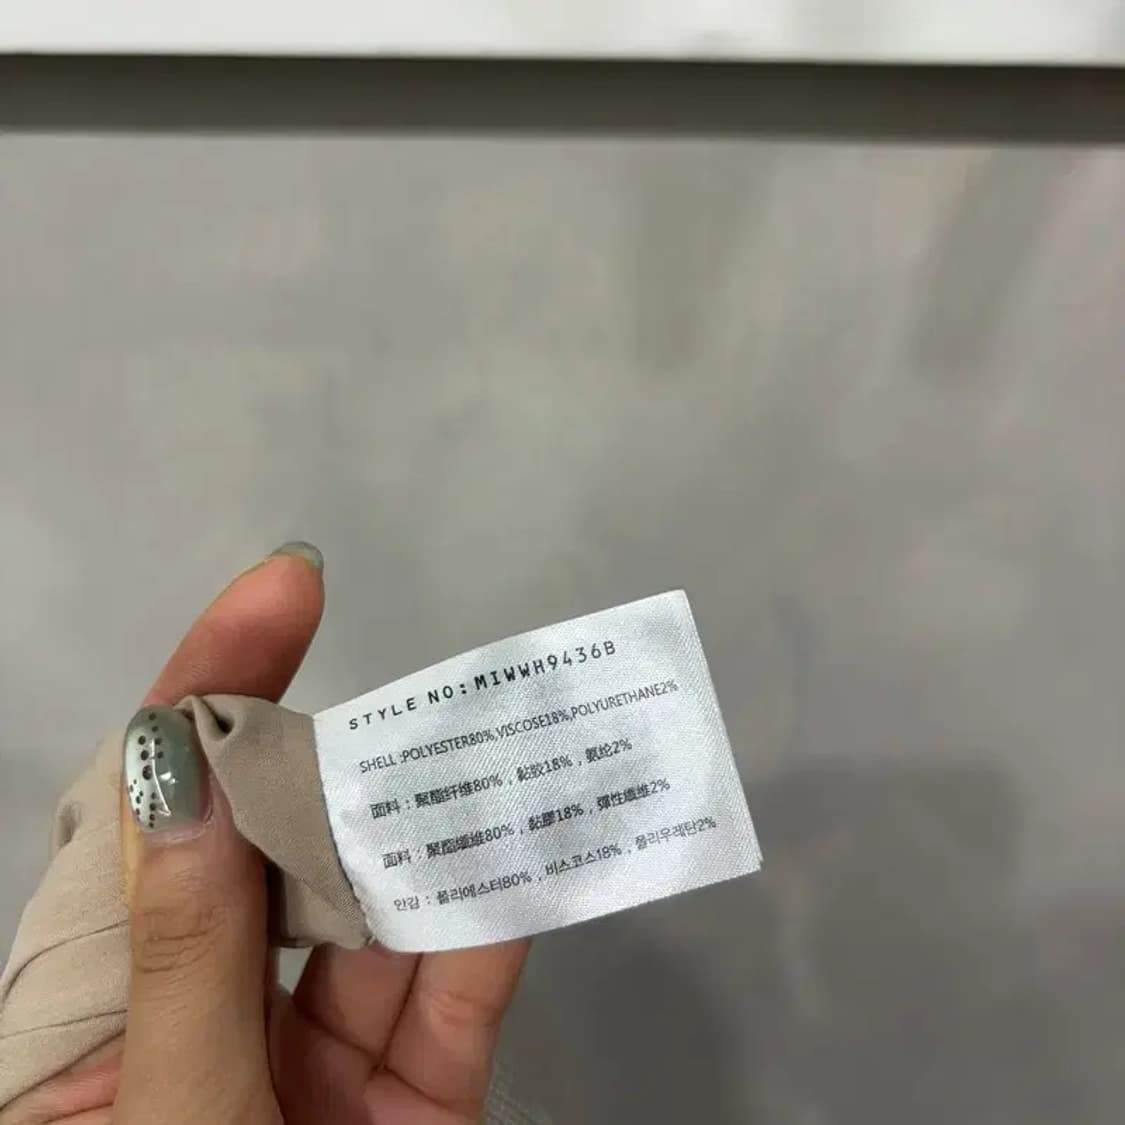 STYLE NO:MIWWH9436B
SHELL :POLYESTER80%,VISCOSE18%,POLYURETHANE2%
面料：聚酯纤维80%，黏胶18%，氨纶2%
面料：聚酯纖維80%，黏膠18%，彈性纖維2%
안감 : 폴리에스터80% , 비스코스18% , 폴리우레탄2%